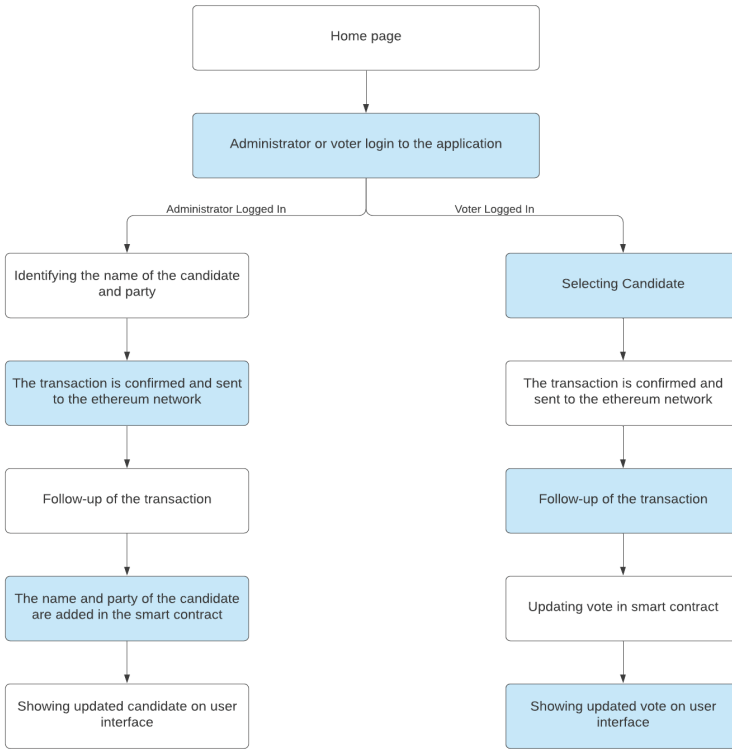 Home page
Administrator or voter login to the application
Administrator Logged In
Voter Logged In
Identifying the name of the candidate
and party
Selecting Candidate
The transaction is confirmed and sent
to the ethereum network
The transaction is confirmed and
sent to the ethereum network
Follow-up of the transaction
Follow-up of the transaction
The name and party of the candidate
are added in the smart contract
Updating vote in smart contract
Showing updated candidate on user
interface
Showing updated vote on user
interface